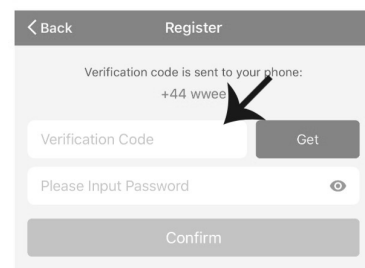 Back Register
Verification code is sent to your phone:
+44 wwee
Verification Code Get
Please Input Password
Confirm